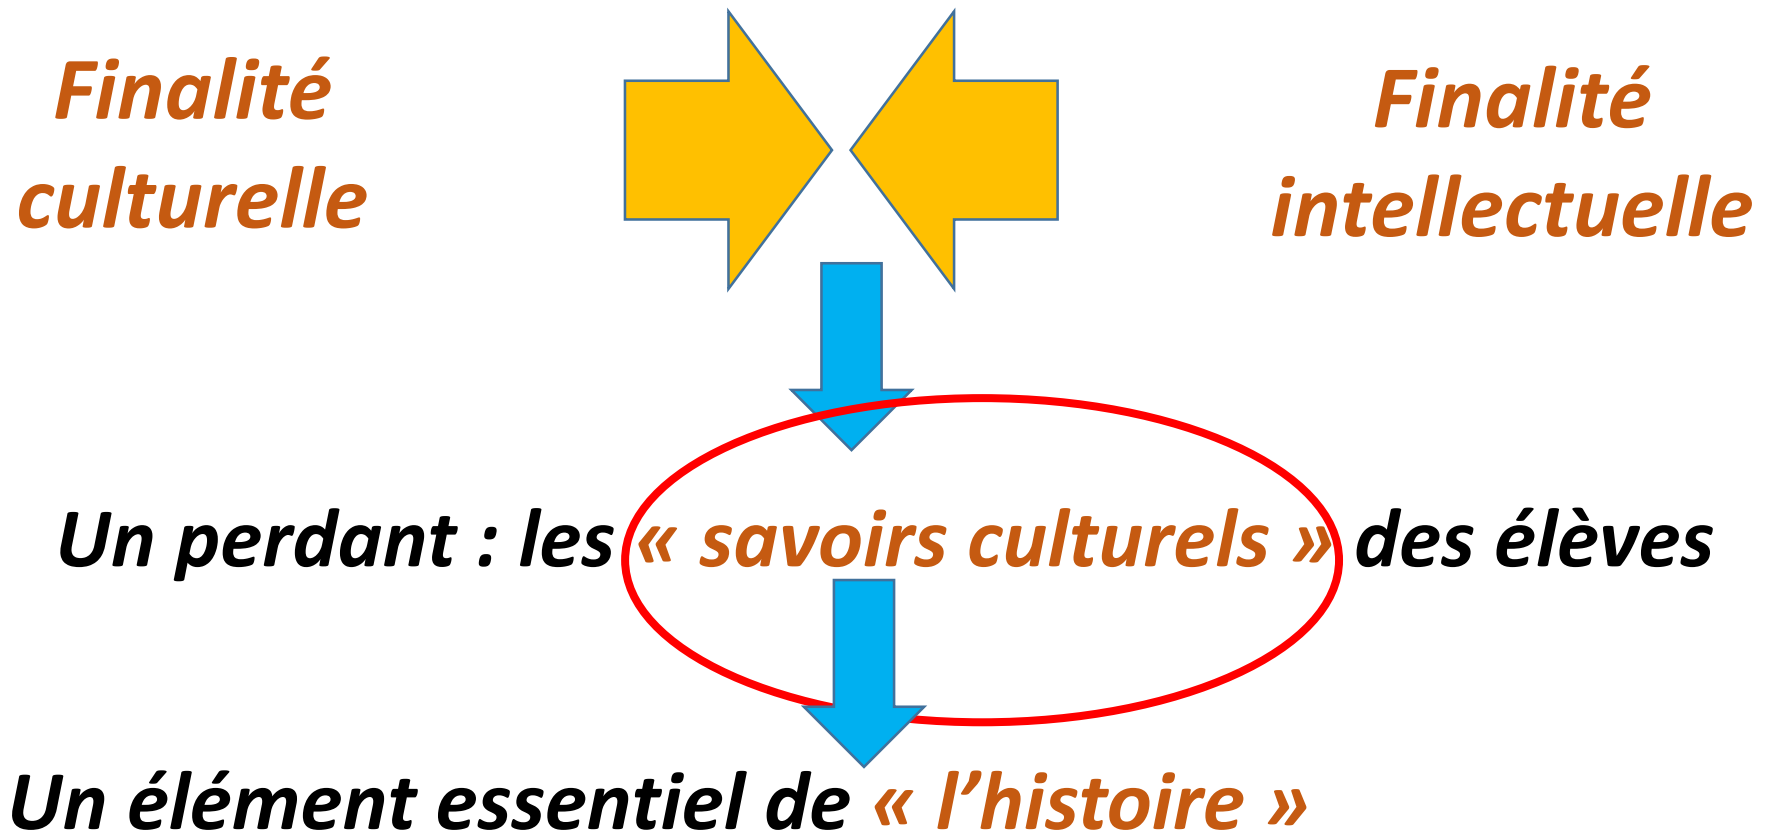 Finalité
culturelle
Finalité
intellectuelle
Un perdant : les « savoirs culturels » des élèves
Un élément essentiel de « l’histoire »